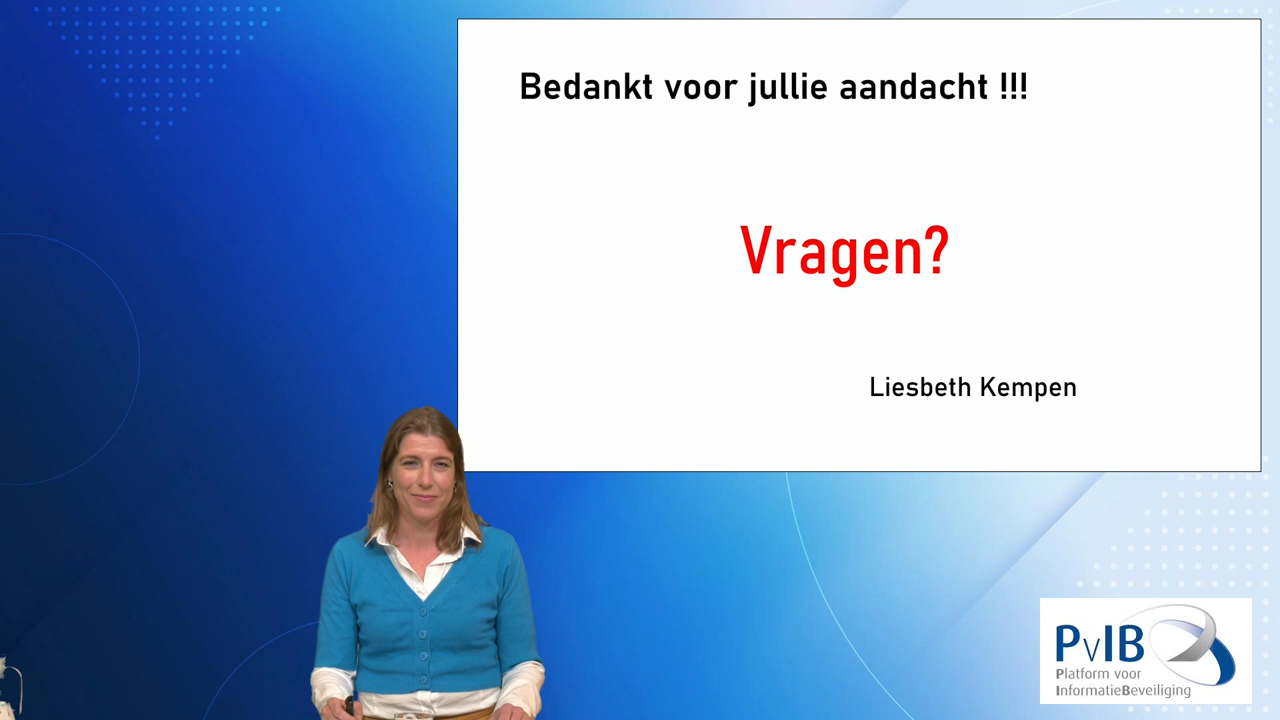 Bedankt voor jullie aandacht !!!
Vragen?
Liesbeth Kempen
PvIB
Platform voor
InformatieBeveiliging